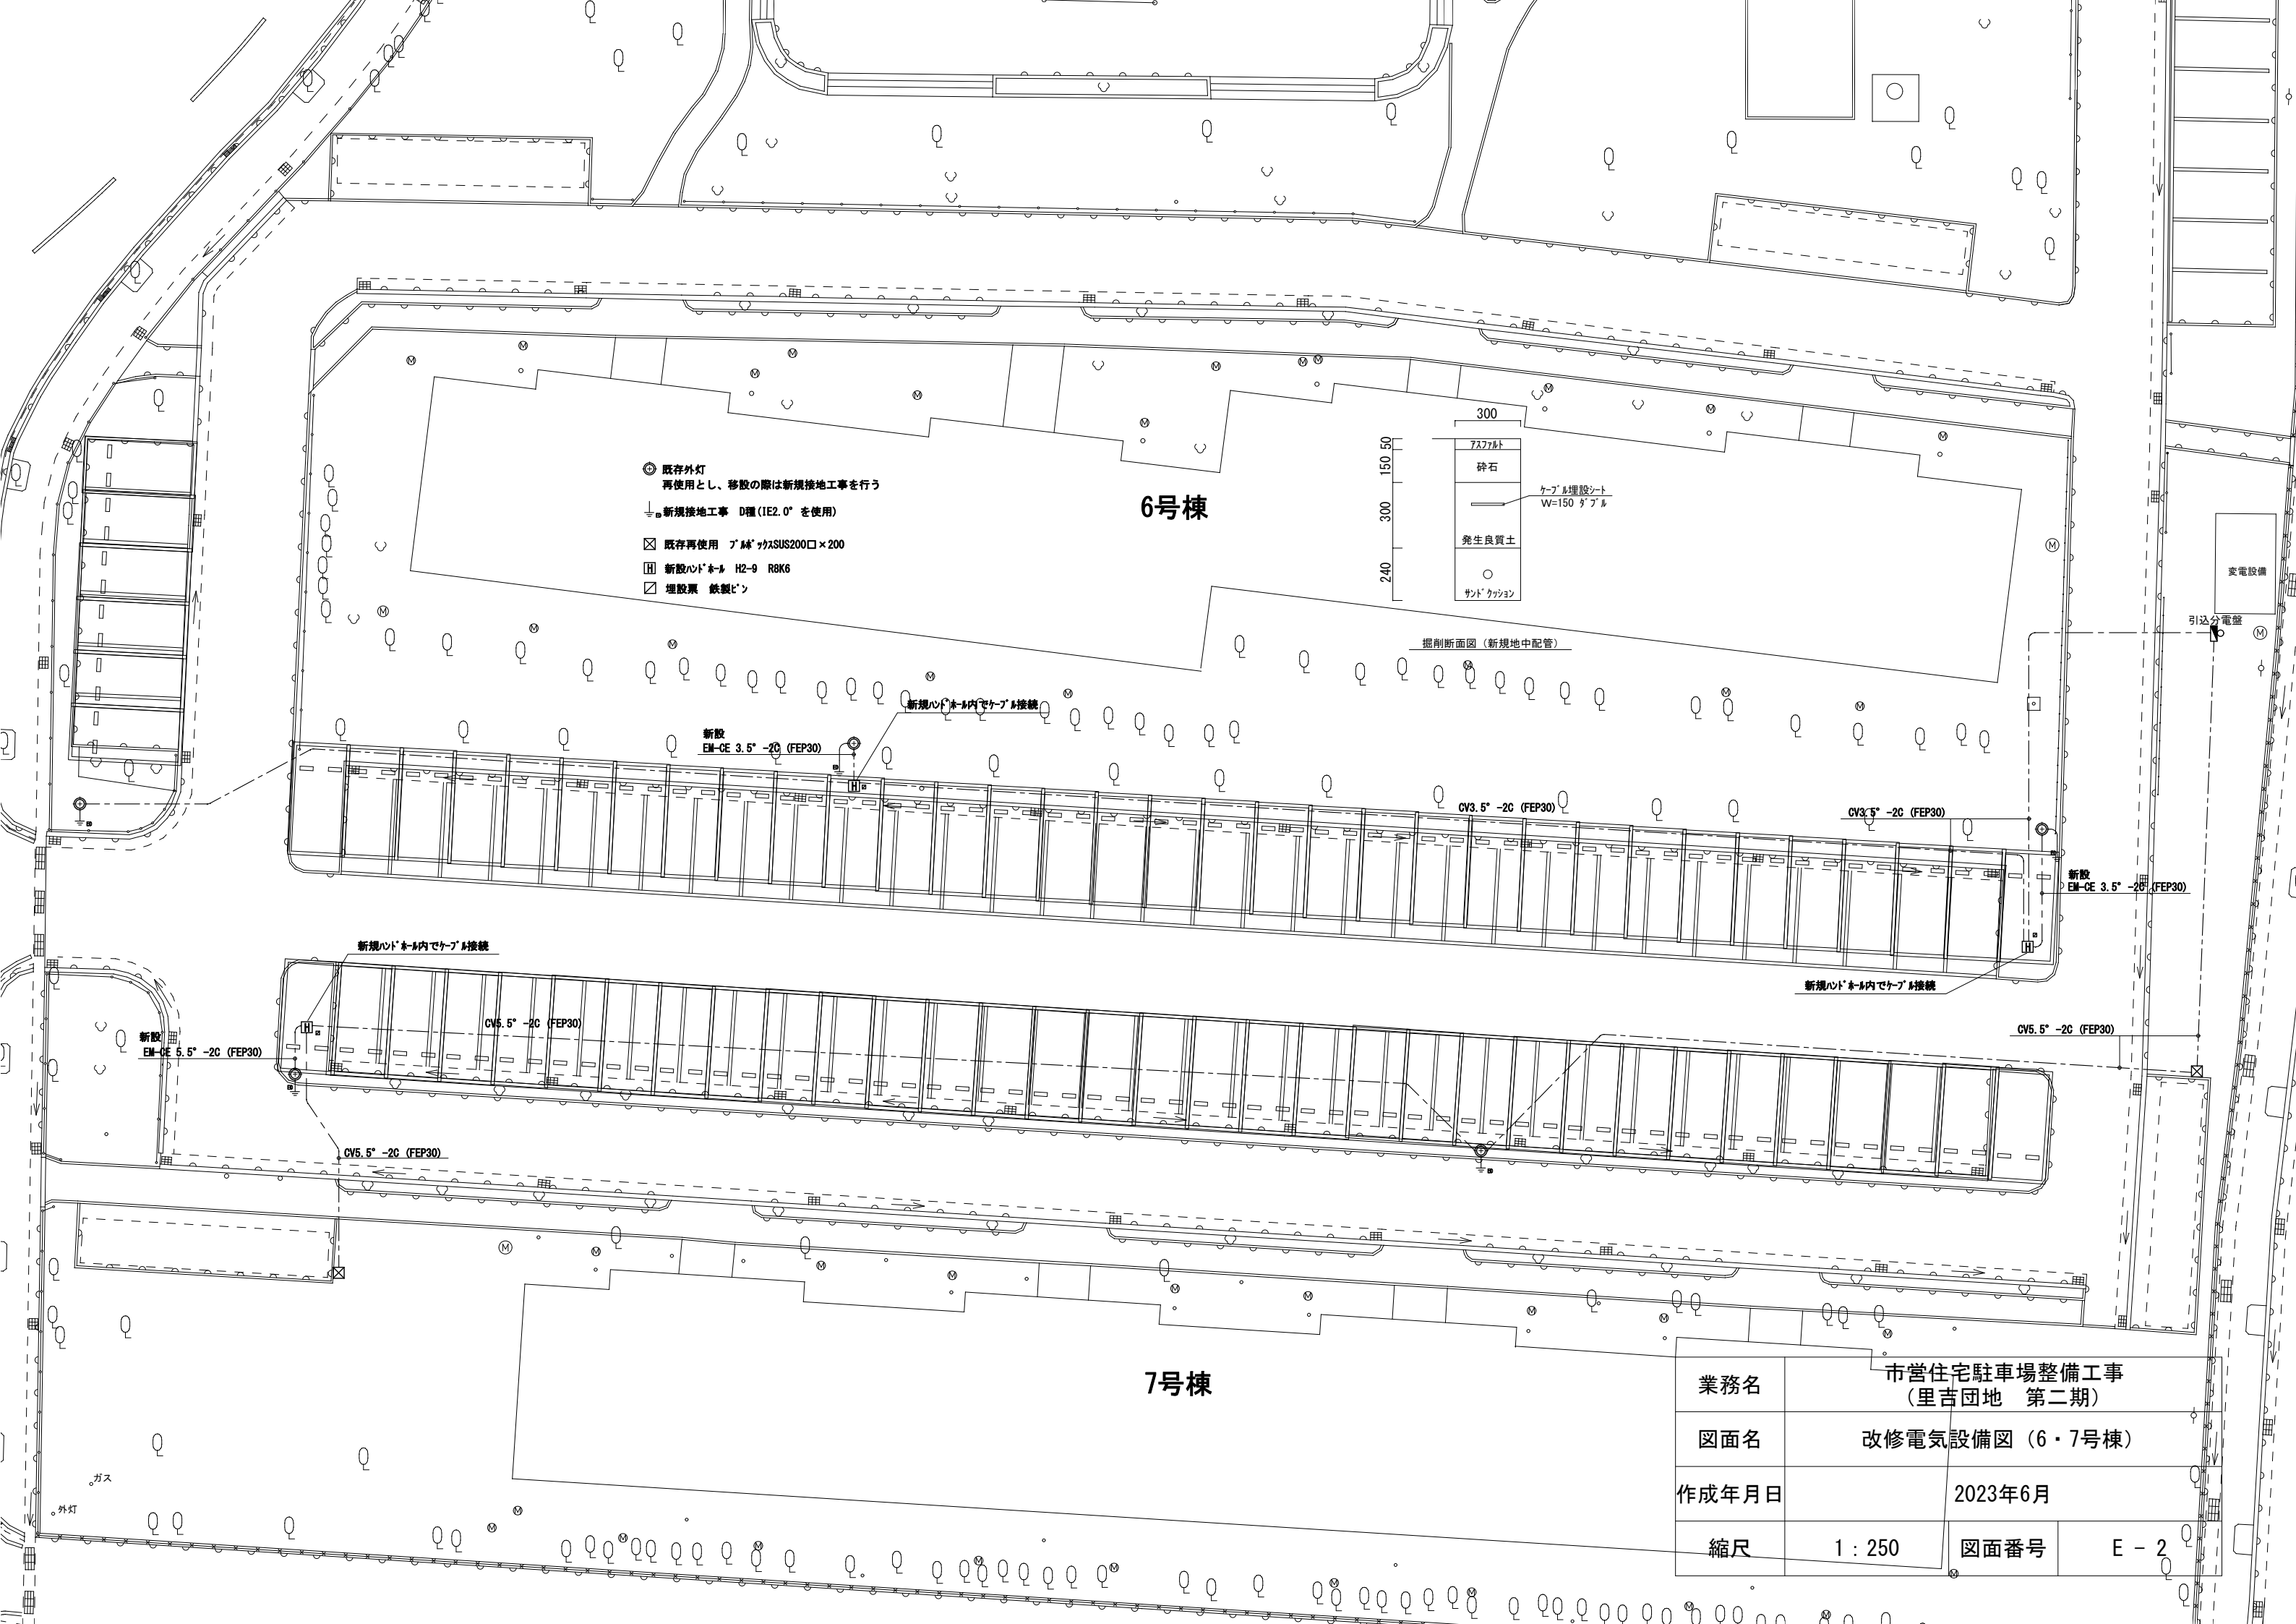 既存外灯
再使用とし、移設の際は新規接地工事を行う
新規接地工事　D種(IE2.0°を使用)
既存再使用　ﾌﾟﾙﾎﾞｯｸｽSUS200□×200
H 新設ﾊﾝﾄﾞﾎｰﾙ　H2-9　R8K6
埋設票　鉄製ﾋﾟﾝ
6号棟
300
50
150
300
240
ｱｽﾌｧﾙﾄ
砕石
ｹｰﾌﾞﾙ埋設ｼｰﾄ
W=150 ﾀﾞﾌﾞﾙ
発生良質土
ｻﾝﾄﾞｸｯｼｮﾝ
掘削断面図（新規地中配管）
変電設備
引込分電盤
新規ﾊﾝﾄﾞﾎｰﾙ内でｹｰﾌﾞﾙ接続
新設
EM-CE 3.5°-2C (FEP30)
CV3.5°-2C (FEP30)
CV3.5°-2C (FEP30)
新設
EM-CE 3.5°-2C (FEP30)
新規ﾊﾝﾄﾞﾎｰﾙ内でｹｰﾌﾞﾙ接続
新規ﾊﾝﾄﾞﾎｰﾙ内でｹｰﾌﾞﾙ接続
CV5.5°-2C (FEP30)
CV5.5°-2C (FEP30)
新設
EM-CE 5.5°-2C (FEP30)
CV5.5°-2C (FEP30)
7号棟
ガス
外灯
業務名　市営住宅駐車場整備工事
（里吉団地　第二期）
図面名　改修電気設備図（6・7号棟）
作成年月日　2023年6月
縮尺　1：250　図面番号　E － 2